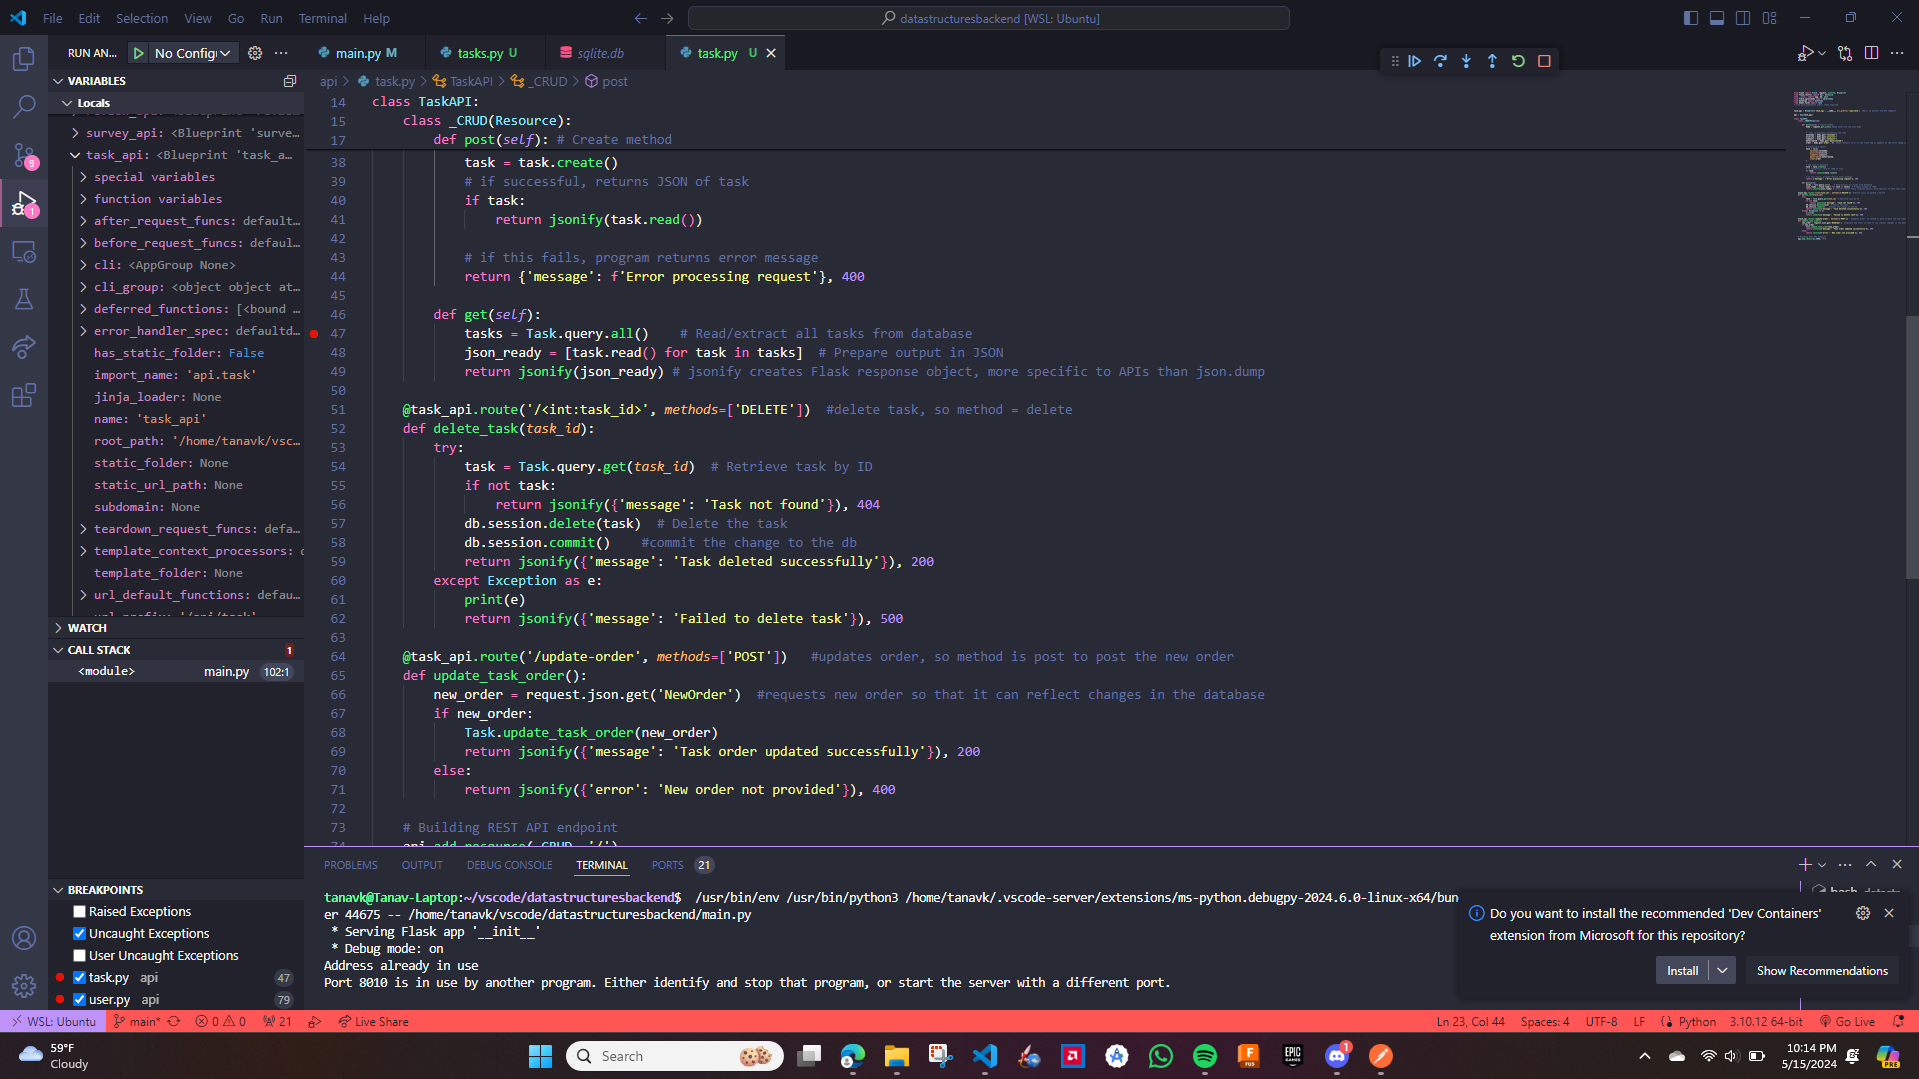 File Edit Selection View Go Run Terminal Help
datastructuresbackend [WSL: Ubuntu]
RUN AN... No Config
main.py M
tasks.py U
sqlite.db
task.py U
VARIABLES
Locals
survey_api: <Blueprint 'surve...
task_api: <Blueprint 'task_a...
special variables
function variables
after_request_funcs: default...
before_request_funcs: defaul...
cli: <AppGroup None>
cli_group: <object object at...
deferred_functions: [<bound ...
error_handler_spec: defaultd...
has_static_folder: False
import_name: 'api.task'
jinja_loader: None
name: 'task_api'
root_path: '/home/tanavk/vsc...
static_folder: None
static_url_path: None
subdomain: None
teardown_request_funcs: defa...
template_context_processors:
template_folder: None
url_default_functions: defau...
url_prefix: '/api/task'
WATCH
CALL STACK 1
<module> main.py 102:1
BREAKPOINTS
Raised Exceptions
Uncaught Exceptions
User Uncaught Exceptions
task.py api 47
user.py api 79
api > task.py > TaskAPI > _CRUD > post
14 class TaskAPI:
15 class _CRUD(Resource):
17 def post(self): # Create method
38 task = task.create()
39 # if successful, returns JSON of task
40 if task:
41 return jsonify(task.read())
42
43 # if this fails, program returns error message
44 return {'message': f'Error processing request'}, 400
45
46 def get(self):
47 tasks = Task.query.all() # Read/extract all tasks from database
48 json_ready = [task.read() for task in tasks] # Prepare output in JSON
49 return jsonify(json_ready) # jsonify creates Flask response object, more specific to APIs than json.dump
50
51 @task_api.route('/<int:task_id>', methods=['DELETE']) #delete task, so method = delete
52 def delete_task(task_id):
53 try:
54 task = Task.query.get(task_id) # Retrieve task by ID
55 if not task:
56 return jsonify({'message': 'Task not found'}), 404
57 db.session.delete(task) # Delete the task
58 db.session.commit() #commit the change to the db
59 return jsonify({'message': 'Task deleted successfully'}), 200
60 except Exception as e:
61 print(e)
62 return jsonify({'message': 'Failed to delete task'}), 500
63
64 @task_api.route('/update-order', methods=['POST']) #updates order, so method is post to post the new order
65 def update_task_order():
66 new_order = request.json.get('NewOrder') #requests new order so that it can reflect changes in the database
67 if new_order:
68 Task.update_task_order(new_order)
69 return jsonify({'message': 'Task order updated successfully'}), 200
70 else:
71 return jsonify({'error': 'New order not provided'}), 400
72
73 # Building REST API endpoint
74 api.add_resource(_CRUD, '/')
PROBLEMS OUTPUT DEBUG CONSOLE TERMINAL PORTS 21
tanavk@Tanav-Laptop:~/vscode/datastructuresbackend$ /usr/bin/env /usr/bin/python3 /home/tanavk/.vscode-server/extensions/ms-python.debugpy-2024.6.0-linux-x64/bun
er 44675 -- /home/tanavk/vscode/datastructuresbackend/main.py
* Serving Flask app '__init__'
* Debug mode: on
Address already in use
Port 8010 is in use by another program. Either identify and stop that program, or start the server with a different port.
Do you want to install the recommended 'Dev Containers'
extension from Microsoft for this repository?
Install Show Recommendations
WSL: Ubuntu main* 0 0 21 Live Share
Ln 23, Col 44 Spaces: 4 UTF-8 LF Python 3.10.12 64-bit Go Live
59°F
Cloudy
Search
10:14 PM
5/15/2024